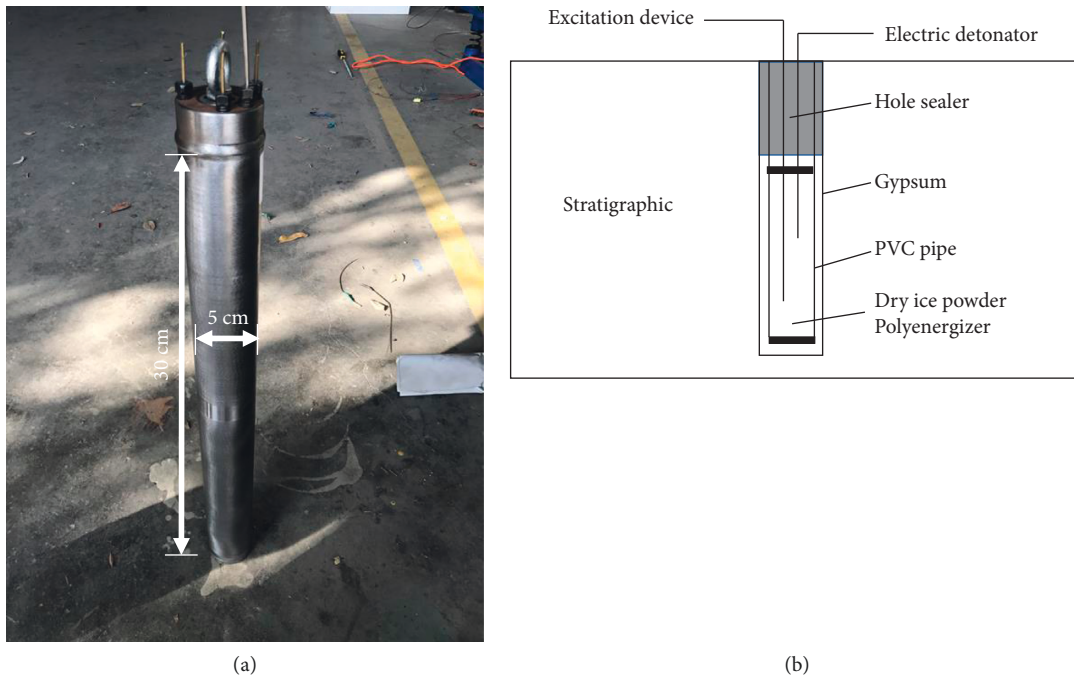 5 cm
30 cm
(a)
Excitation device
Electric detonator
Hole sealer
Gypsum
Stratigraphic
PVC pipe
Dry ice powder
Polyenergizer
(b)